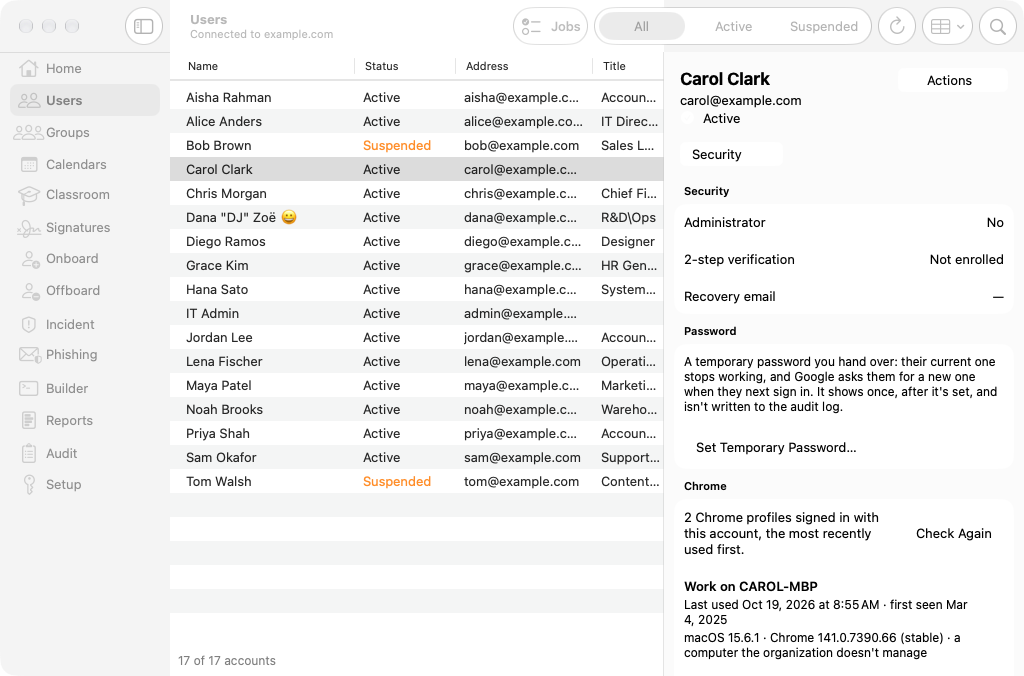 Users
Connected to example.com
Jobs
All
Active
Suspended
Home
Users
Groups
Calendars
Classroom
Signatures
Onboard
Offboard
Incident
Phishing
Builder
Reports
Audit
Setup
Name Status Address Title
Aisha Rahman Active aisha@example.c... Accoun...
Alice Anders Active alice@example.co... IT Direc...
Bob Brown Suspended bob@example.com Sales L...
Carol Clark Active carol@example.c...
Chris Morgan Active chris@example.c... Chief Fi...
Dana "DJ" Zoë 😀 Active dana@example.c... R&D\Ops
Diego Ramos Active diego@example.c... Designer
Grace Kim Active grace@example.c... HR Gen...
Hana Sato Active hana@example.c... System...
IT Admin Active admin@example....
Jordan Lee Active jordan@example.... Accoun...
Lena Fischer Active lena@example.com Operati...
Maya Patel Active maya@example.c... Marketi...
Noah Brooks Active noah@example.c... Wareho...
Priya Shah Active priya@example.c... Accoun...
Sam Okafor Active sam@example.com Support...
Tom Walsh Suspended tom@example.com Content...
17 of 17 accounts
Carol Clark
Actions
carol@example.com
Active
Security
Security
Administrator No
2-step verification Not enrolled
Recovery email —
Password
A temporary password you hand over: their current one
stops working, and Google asks them for a new one
when they next sign in. It shows once, after it's set, and
isn't written to the audit log.
Set Temporary Password...
Chrome
2 Chrome profiles signed in with
this account, the most recently
used first.
Check Again
Work on CAROL-MBP
Last used Oct 19, 2026 at 8:55 AM · first seen Mar
4, 2025
macOS 15.6.1 · Chrome 141.0.7390.66 (stable) · a
computer the organization doesn't manage